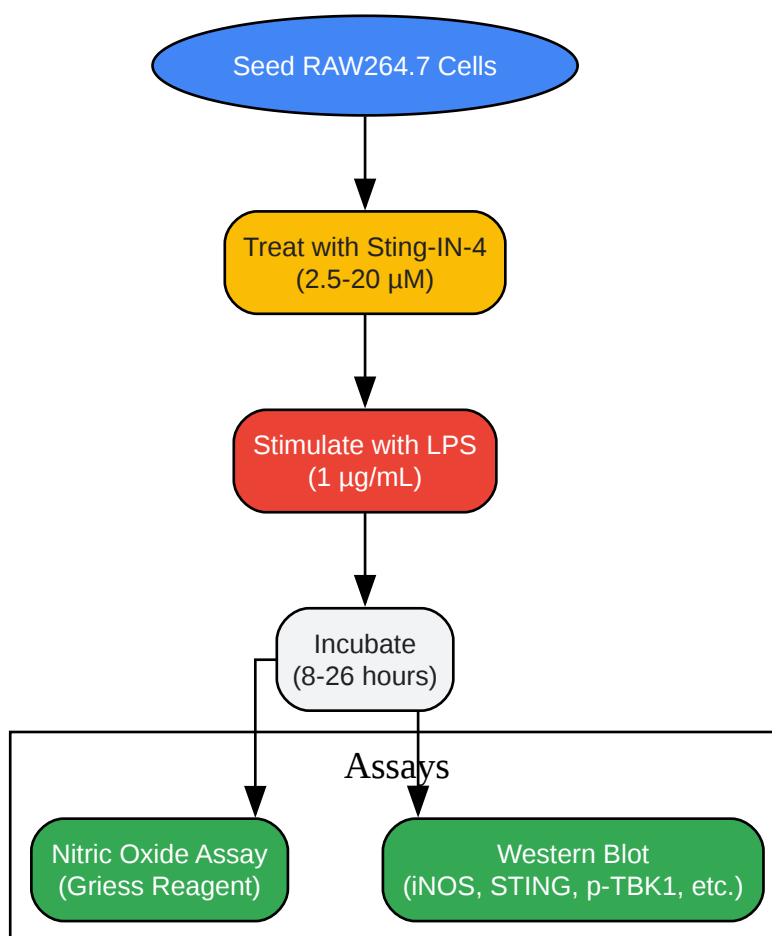 Seed RAW264.7 Cells
Treat with Sting-IN-4
(2.5-20 µM)
Stimulate with LPS
(1 µg/mL)
Incubate
(8-26 hours)
Assays
Nitric Oxide Assay
(Griess Reagent)
Western Blot
(iNOS, STING, p-TBK1, etc.)